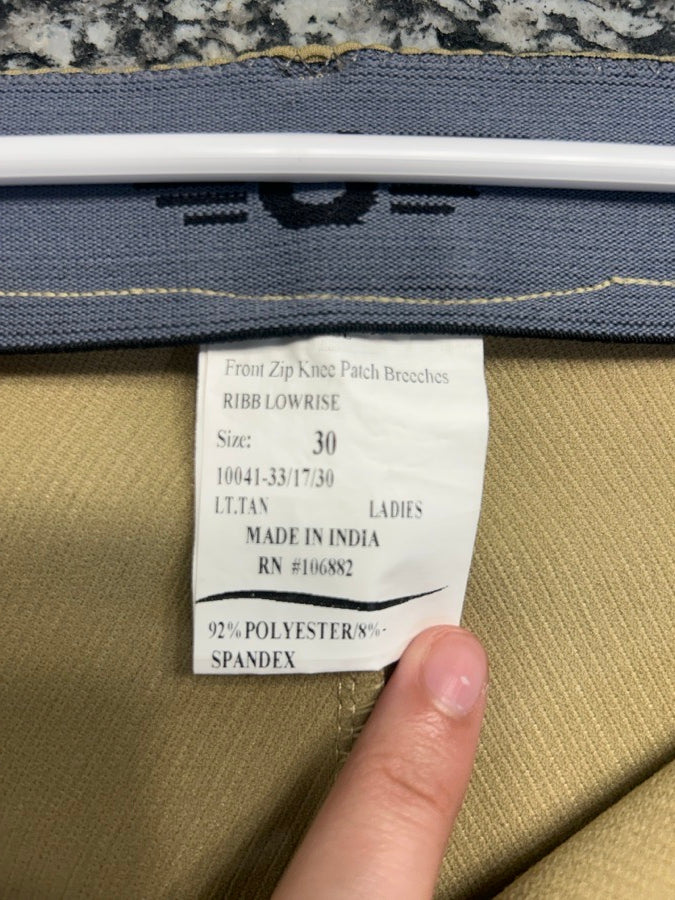 Front Zip Knee Patch Breeches
RIBB LOWRISE
Size: 30
10041-33/17/30
LT.TAN LADIES
MADE IN INDIA
RN #106882
92%POLYESTER/8%-
SPANDEX